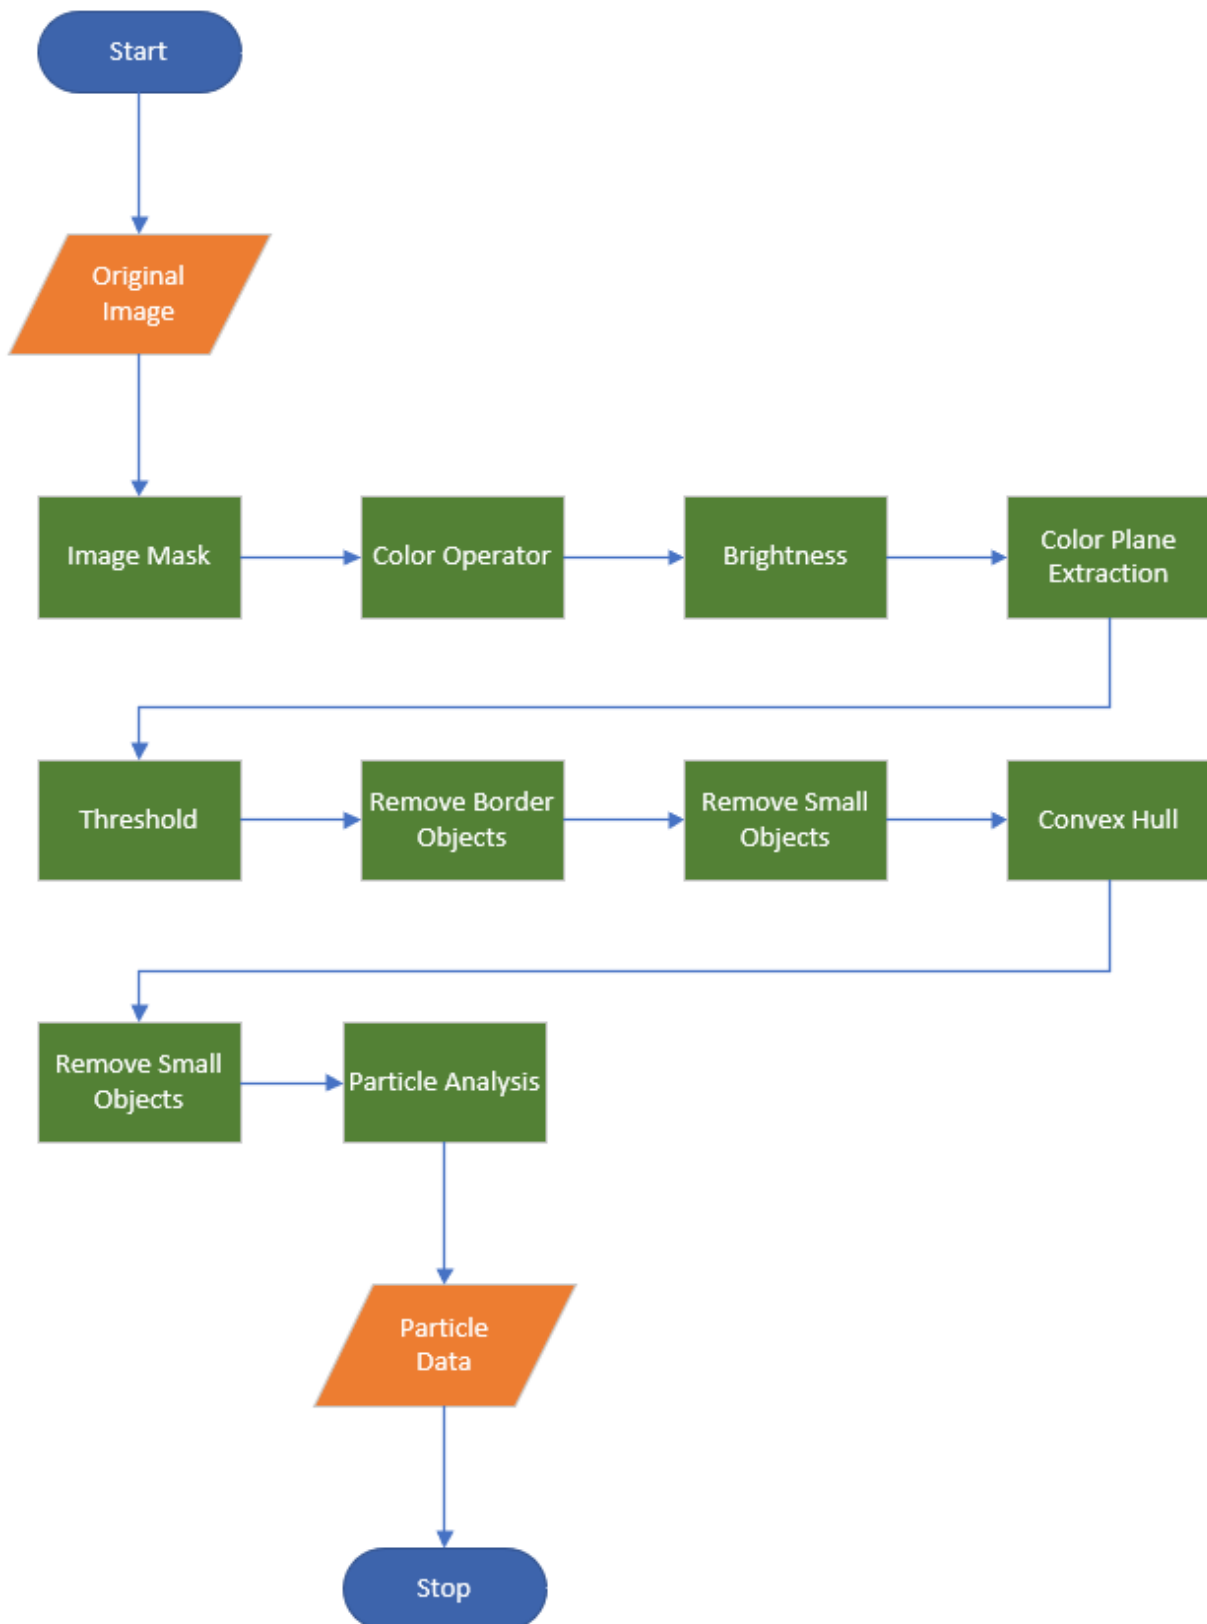 Start
Original
Image
Image Mask
Color Operator
Brightness
Color Plane
Extraction
Threshold
Remove Border
Objects
Remove Small
Objects
Convex Hull
Remove Small
Objects
Particle Analysis
Particle
Data
Stop